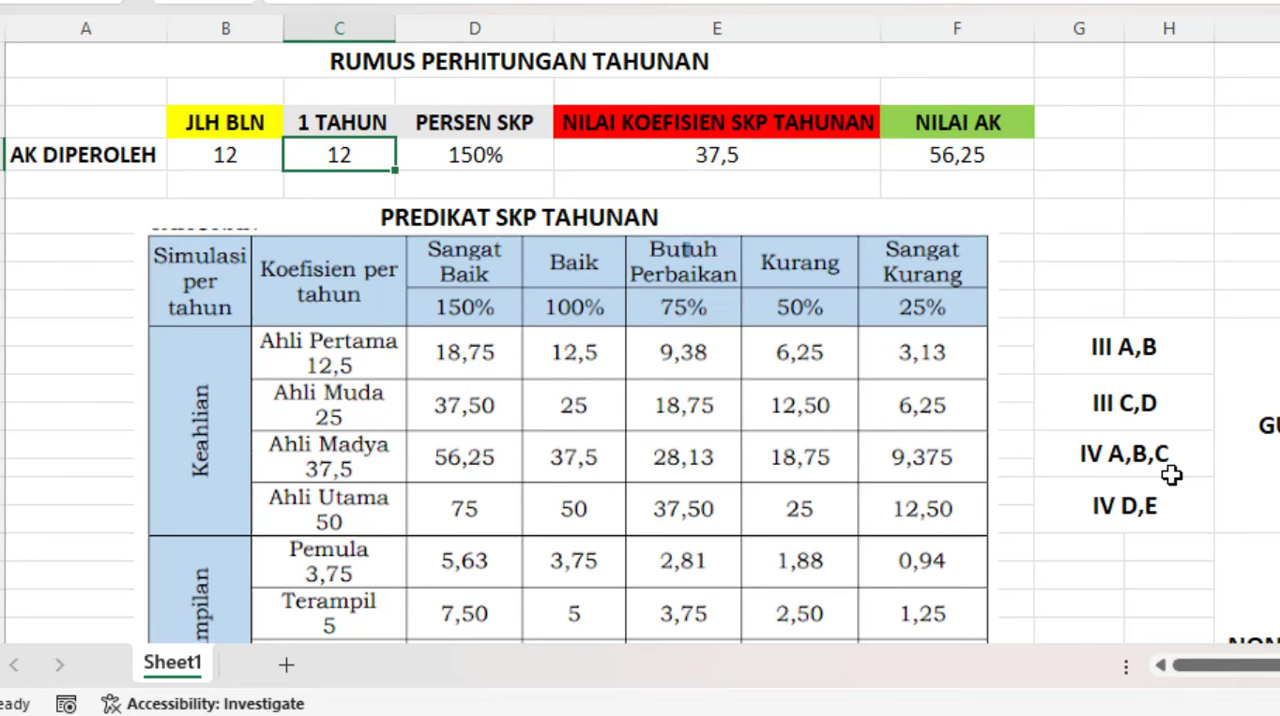 A B C D E F G H
RUMUS PERHITUNGAN TAHUNAN
JLH BLN 1 TAHUN PERSEN SKP NILAI KOEFISIEN SKP TAHUNAN NILAI AK
AK DIPEROLEH 12 12 150% 37,5 56,25
PREDIKAT SKP TAHUNAN
Simulasi per tahun Koefisien per tahun Sangat Baik Baik Butuh Perbaikan Kurang Sangat Kurang
150% 100% 75% 50% 25%
Keahlian
Ahli Pertama 12,5 18,75 12,5 9,38 6,25 3,13 III A,B
Ahli Muda 25 37,50 25 18,75 12,50 6,25 III C,D
Ahli Madya 37,5 56,25 37,5 28,13 18,75 9,375 IV A,B,C
Ahli Utama 50 75 50 37,50 25 12,50 IV D,E
mpilan
Pemula 3,75 5,63 3,75 2,81 1,88 0,94
Terampil 5 7,50 5 3,75 2,50 1,25
Sheet1
eady Accessibility: Investigate